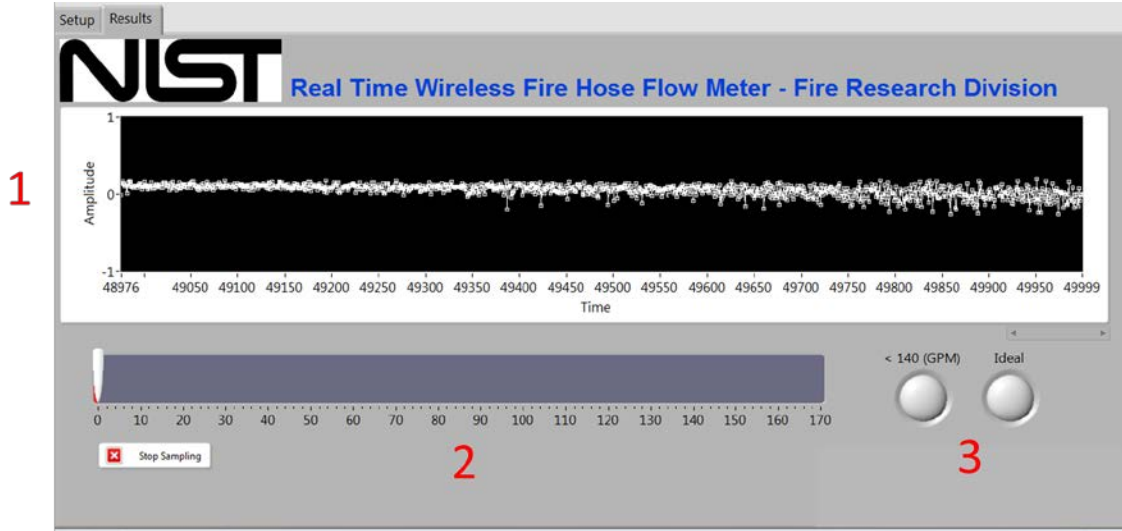 Setup Results
NIST
Real Time Wireless Fire Hose Flow Meter - Fire Research Division
1
Amplitude
1
0
-1
48976 49050 49100 49150 49200 49250 49300 49350 49400 49450 49500 49550 49600 49650 49700 49750 49800 49850 49900 49950 49999
Time
< 140 (GPM) Ideal
0 10 20 30 40 50 60 70 80 90 100 110 120 130 140 150 160 170
Stop Sampling
2
3